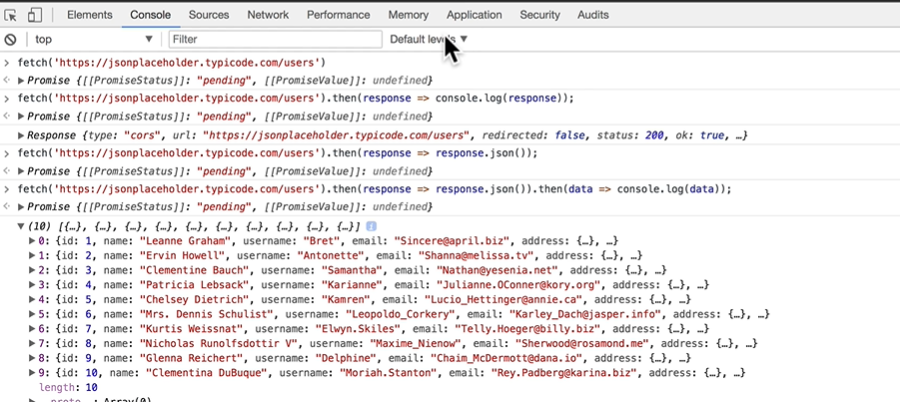 Elements Console Sources Network Performance Memory Application Security Audits
top ▼ Filter Default levels ▼
> fetch('https://jsonplaceholder.typicode.com/users')
<· ▶ Promise {[[PromiseStatus]]: "pending", [[PromiseValue]]: undefined}
> fetch('https://jsonplaceholder.typicode.com/users').then(response => console.log(response));
<· ▶ Promise {[[PromiseStatus]]: "pending", [[PromiseValue]]: undefined}
▶ Response {type: "cors", url: "https://jsonplaceholder.typicode.com/users", redirected: false, status: 200, ok: true, …}
> fetch('https://jsonplaceholder.typicode.com/users').then(response => response.json());
<· ▶ Promise {[[PromiseStatus]]: "pending", [[PromiseValue]]: undefined}
> fetch('https://jsonplaceholder.typicode.com/users').then(response => response.json()).then(data => console.log(data));
<· ▶ Promise {[[PromiseStatus]]: "pending", [[PromiseValue]]: undefined}
▼ (10) [{…}, {…}, {…}, {…}, {…}, {…}, {…}, {…}, {…}, {…}] i
▶ 0: {id: 1, name: "Leanne Graham", username: "Bret", email: "Sincere@april.biz", address: {…}, …}
▶ 1: {id: 2, name: "Ervin Howell", username: "Antonette", email: "Shanna@melissa.tv", address: {…}, …}
▶ 2: {id: 3, name: "Clementine Bauch", username: "Samantha", email: "Nathan@yesenia.net", address: {…}, …}
▶ 3: {id: 4, name: "Patricia Lebsack", username: "Karianne", email: "Julianne.OConner@kory.org", address: {…}, …}
▶ 4: {id: 5, name: "Chelsey Dietrich", username: "Kamren", email: "Lucio_Hettinger@annie.ca", address: {…}, …}
▶ 5: {id: 6, name: "Mrs. Dennis Schulist", username: "Leopoldo_Corkery", email: "Karley_Dach@jasper.info", address: {…}, …}
▶ 6: {id: 7, name: "Kurtis Weissnat", username: "Elwyn.Skiles", email: "Telly.Hoeger@billy.biz", address: {…}, …}
▶ 7: {id: 8, name: "Nicholas Runolfsdottir V", username: "Maxime_Nienow", email: "Sherwood@rosamond.me", address: {…}, …}
▶ 8: {id: 9, name: "Glenna Reichert", username: "Delphine", email: "Chaim_McDermott@dana.io", address: {…}, …}
▶ 9: {id: 10, name: "Clementina DuBuque", username: "Moriah.Stanton", email: "Rey.Padberg@karina.biz", address: {…}, …}
length: 10
▶ __proto__: Array(0)